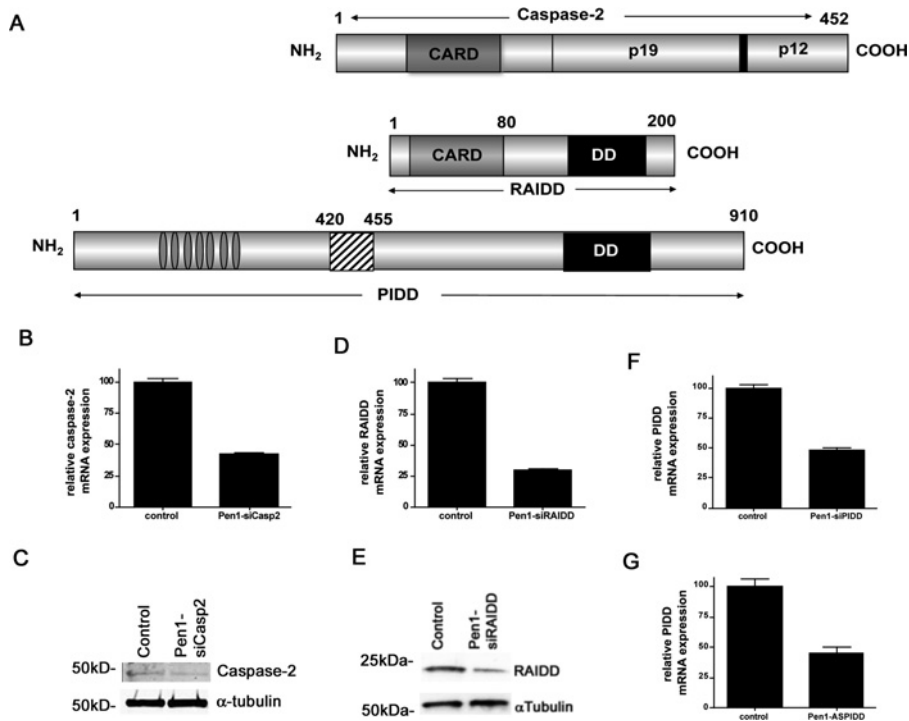 A
1 Caspase-2 452
NH2 CARD p19 p12 COOH
1 80 200
NH2 CARD DD COOH
RAIDD
1 420 455 910
NH2 DD COOH
PIDD
B
relative caspase-2
mRNA expression
100
75
50
25
0
control Pen1-siCasp2
D
relative RAIDD
mRNA expression
100
75
50
25
0
control Pen1-siRAIDD
F
relative PIDD
mRNA expression
100
75
50
25
0
control Pen1-siPIDD
C
Control
Pen1-
siCasp2
50kD- Caspase-2
50kD- α-tubulin
E
Control
Pen1-
siRAIDD
25kDa- RAIDD
50kDa- αTubulin
G
relative PIDD
mRNA expression
100
75
50
25
0
control Pen1-ASPIDD